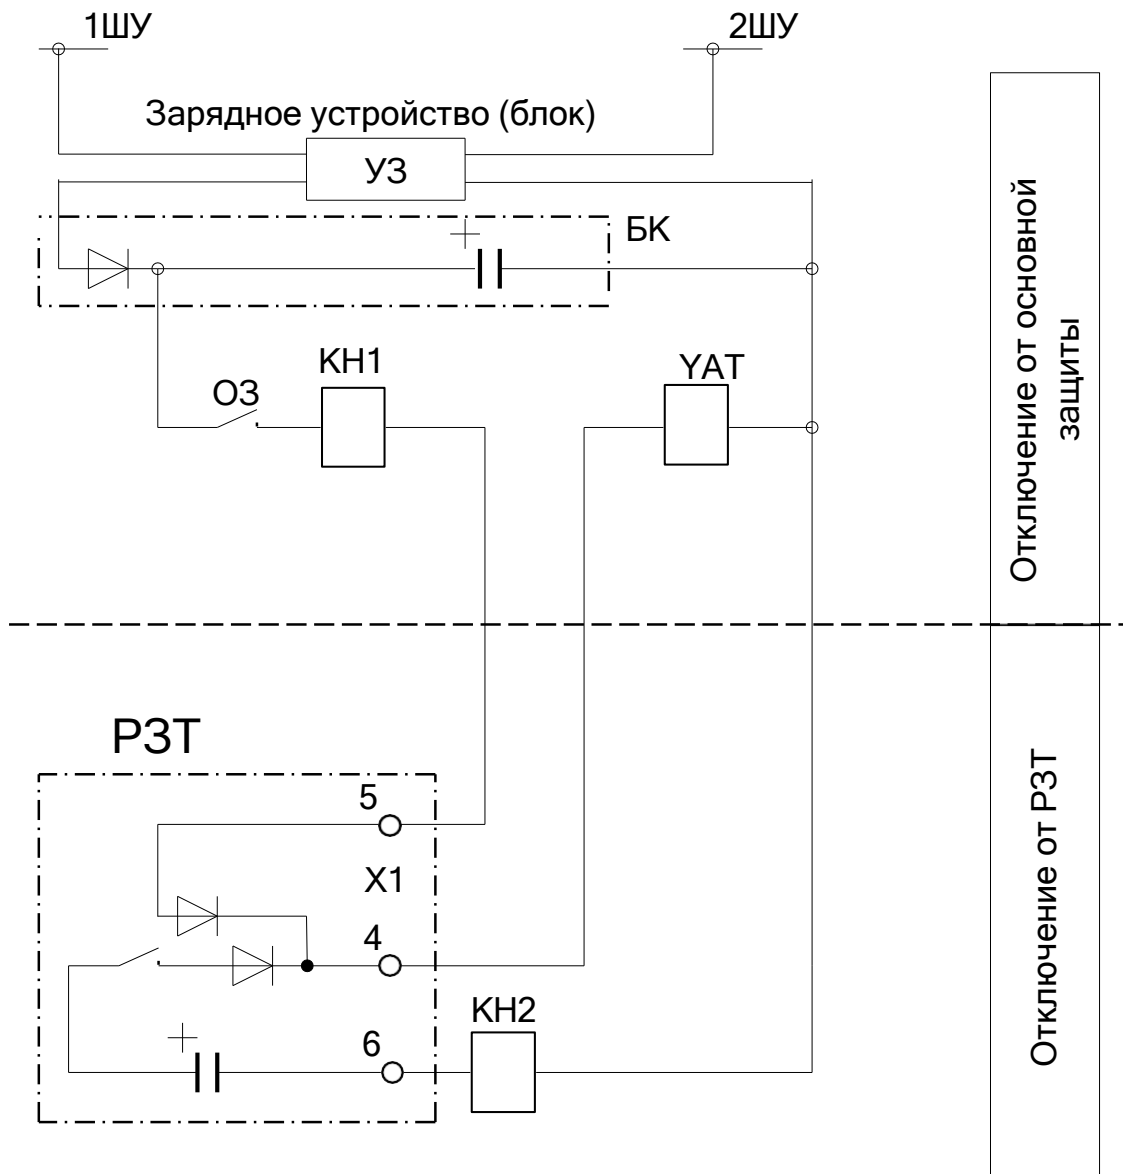 1ШУ
2ШУ
Зарядное устройство (блок)
УЗ
+
БК
КН1
YAT
ОЗ
Отключение от основной
защиты
РЗТ
5
X1
4
КН2
+
6
Отключение от РЗТ